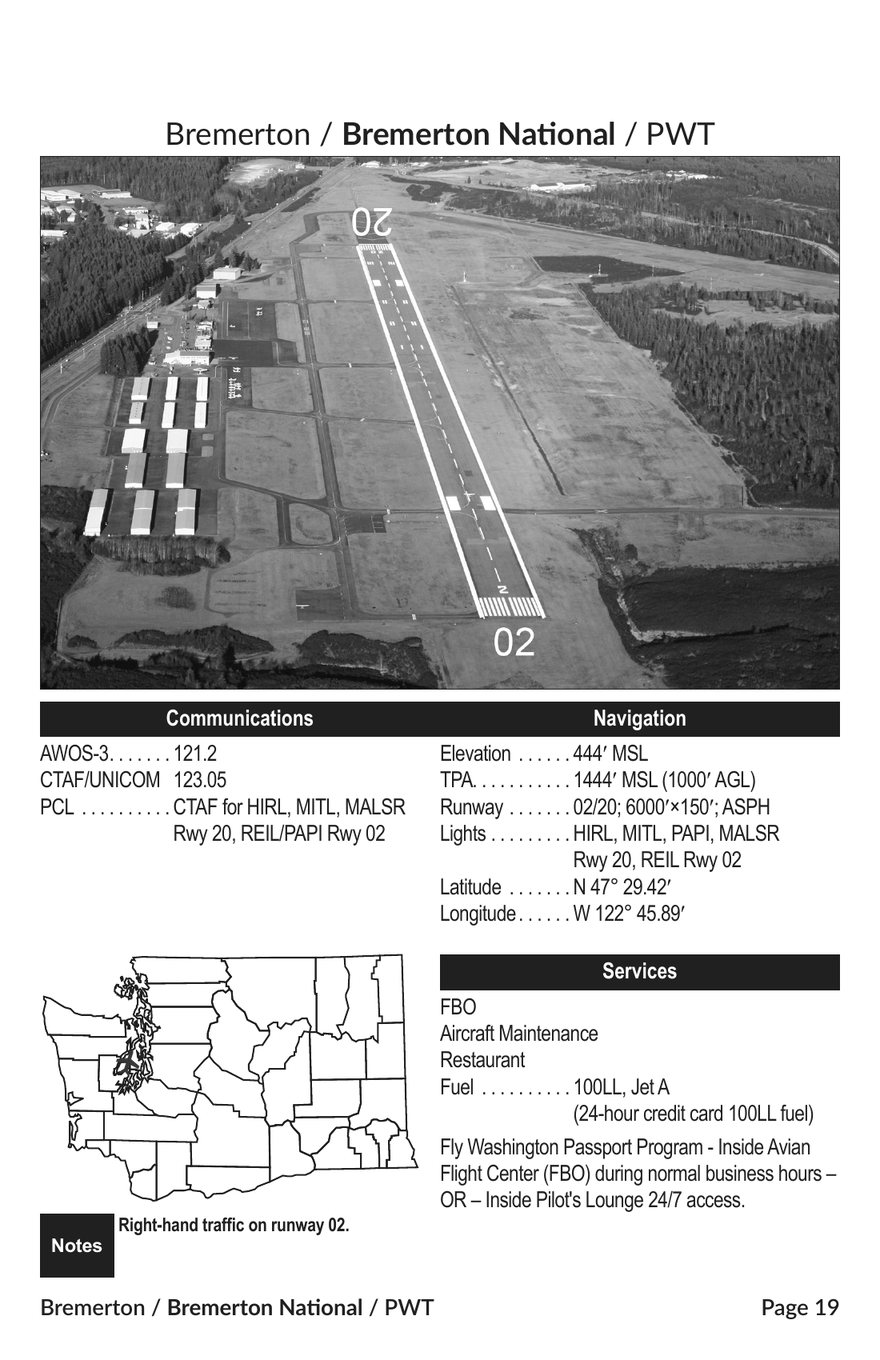 Bremerton / Bremerton National / PWT
20
02
Communications
AWOS-3. . . . . . . 121.2
CTAF/UNICOM 123.05
PCL . . . . . . . . . . CTAF for HIRL, MITL, MALSR
Rwy 20, REIL/PAPI Rwy 02
Navigation
Elevation . . . . . . 444′ MSL
TPA. . . . . . . . . . . 1444′ MSL (1000′ AGL)
Runway . . . . . . . 02/20; 6000′×150′; ASPH
Lights . . . . . . . . . HIRL, MITL, PAPI, MALSR
Rwy 20, REIL Rwy 02
Latitude . . . . . . . N 47° 29.42′
Longitude . . . . . . W 122° 45.89′
Services
FBO
Aircraft Maintenance
Restaurant
Fuel . . . . . . . . . . 100LL, Jet A
(24-hour credit card 100LL fuel)
Fly Washington Passport Program - Inside Avian
Flight Center (FBO) during normal business hours –
OR – Inside Pilot's Lounge 24/7 access.
Notes
Right-hand traffic on runway 02.
Bremerton / Bremerton National / PWT
Page 19